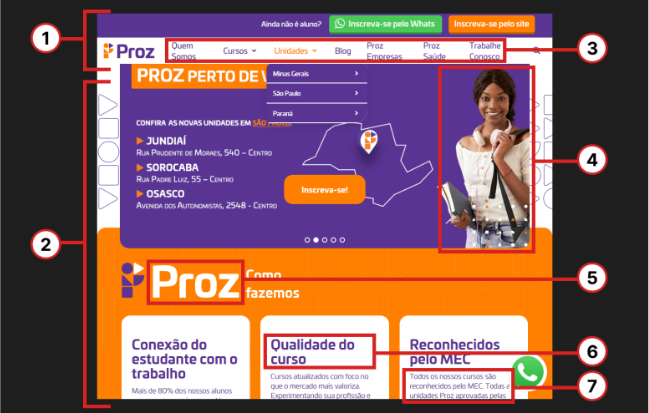 Ainda não é aluno?
Inscreva-se pelo Whats
Inscreva-se pelo site
1
Proz
Quem Somos
Cursos
Unidades
Blog
Proz Empresas
Proz Saúde
Trabalhe Conosco
3
PROZ PERTO DE V
Minas Gerais
São Paulo
Paraná
CONFIRA AS NOVAS UNIDADES EM SÃO PAULO
JUNDIAÍ
RUA PRUDENTE DE MORAES, 540 – CENTRO
SOROCABA
RUA PADRE LUIZ, 55 – CENTRO
OSASCO
AVENIDA DOS AUTONOMISTAS, 2548 - CENTRO
Inscreva-se!
4
2
Proz
Como
fazemos
5
Conexão do
estudante com o
trabalho
Mais de 80% dos nossos alunos
Qualidade do
curso
Cursos atualizados com foco no
que o mercado mais valoriza.
Experimentando sua profissão e
Reconhecidos
pelo MEC
Todos os nossos cursos são
reconhecidos pelo MEC. Todas a
unidades Proz aprovadas pelas
6
7